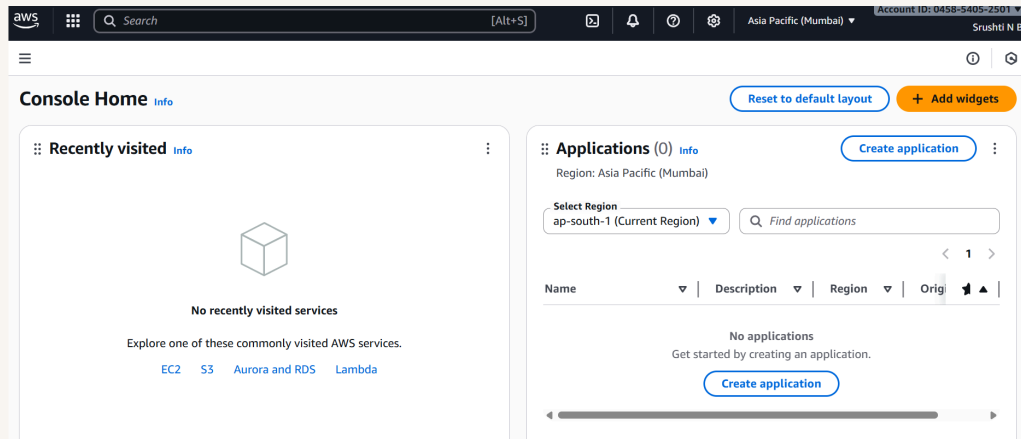 aws
Search [Alt+S] Asia Pacific (Mumbai) Account ID: 0458-5405-2501
Srushti N
Console Home Info
Reset to default layout
+ Add widgets
Recently visited Info
No recently visited services
Explore one of these commonly visited AWS services.
EC2 S3 Aurora and RDS Lambda
Applications (0) Info
Create application
Region: Asia Pacific (Mumbai)
Select Region
ap-south-1 (Current Region)
Find applications
1
Name Description Region
No applications
Get started by creating an application.
Create application